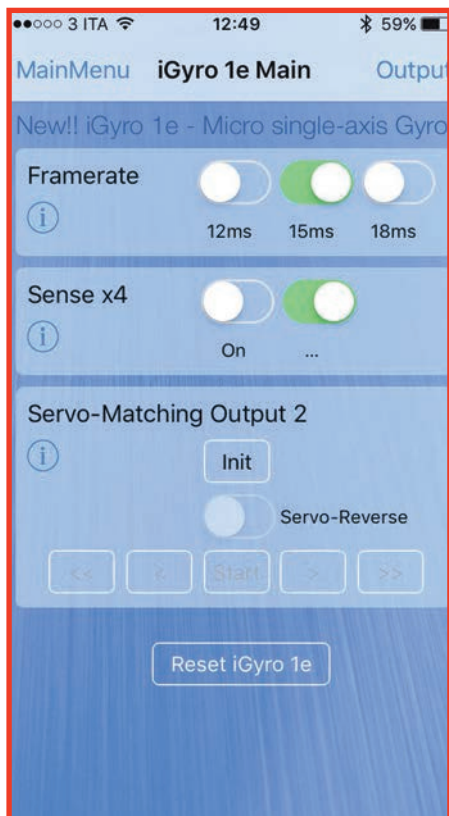 3 ITA 12:49 59%
MainMenu iGyro 1e Main Output
New!! iGyro 1e - Micro single-axis Gyro
Framerate
i
12ms 15ms 18ms
Sense x4
i
On ...
Servo-Matching Output 2
i
Init
Servo-Reverse
<< < Start > >>
Reset iGyro 1e